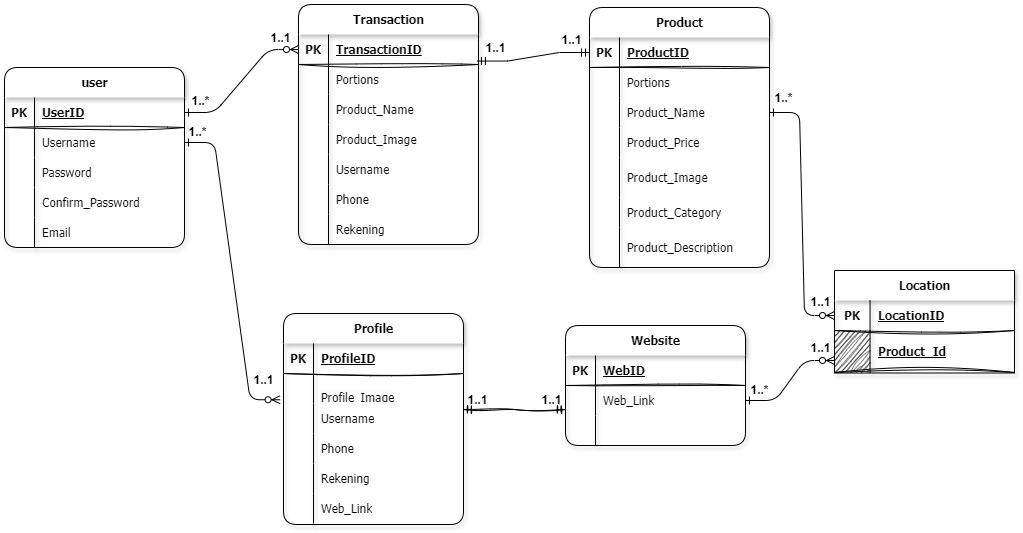 user
PK UserID
Username
Password
Confirm_Password
Email
1..*
1..*
1..1
Transaction
PK TransactionID
Portions
Product_Name
Product_Image
Username
Phone
Rekening
1..1
1..1
Product
PK ProductID
Portions
Product_Name
Product_Price
Product_Image
Product_Category
Product_Description
1..*
1..1
Location
PK LocationID
Product_Id
1..1
1..1
Profile
PK ProfileID
Profile_Image
Username
Phone
Rekening
Web_Link
1..1
1..1
Website
PK WebID
Web_Link
1..*